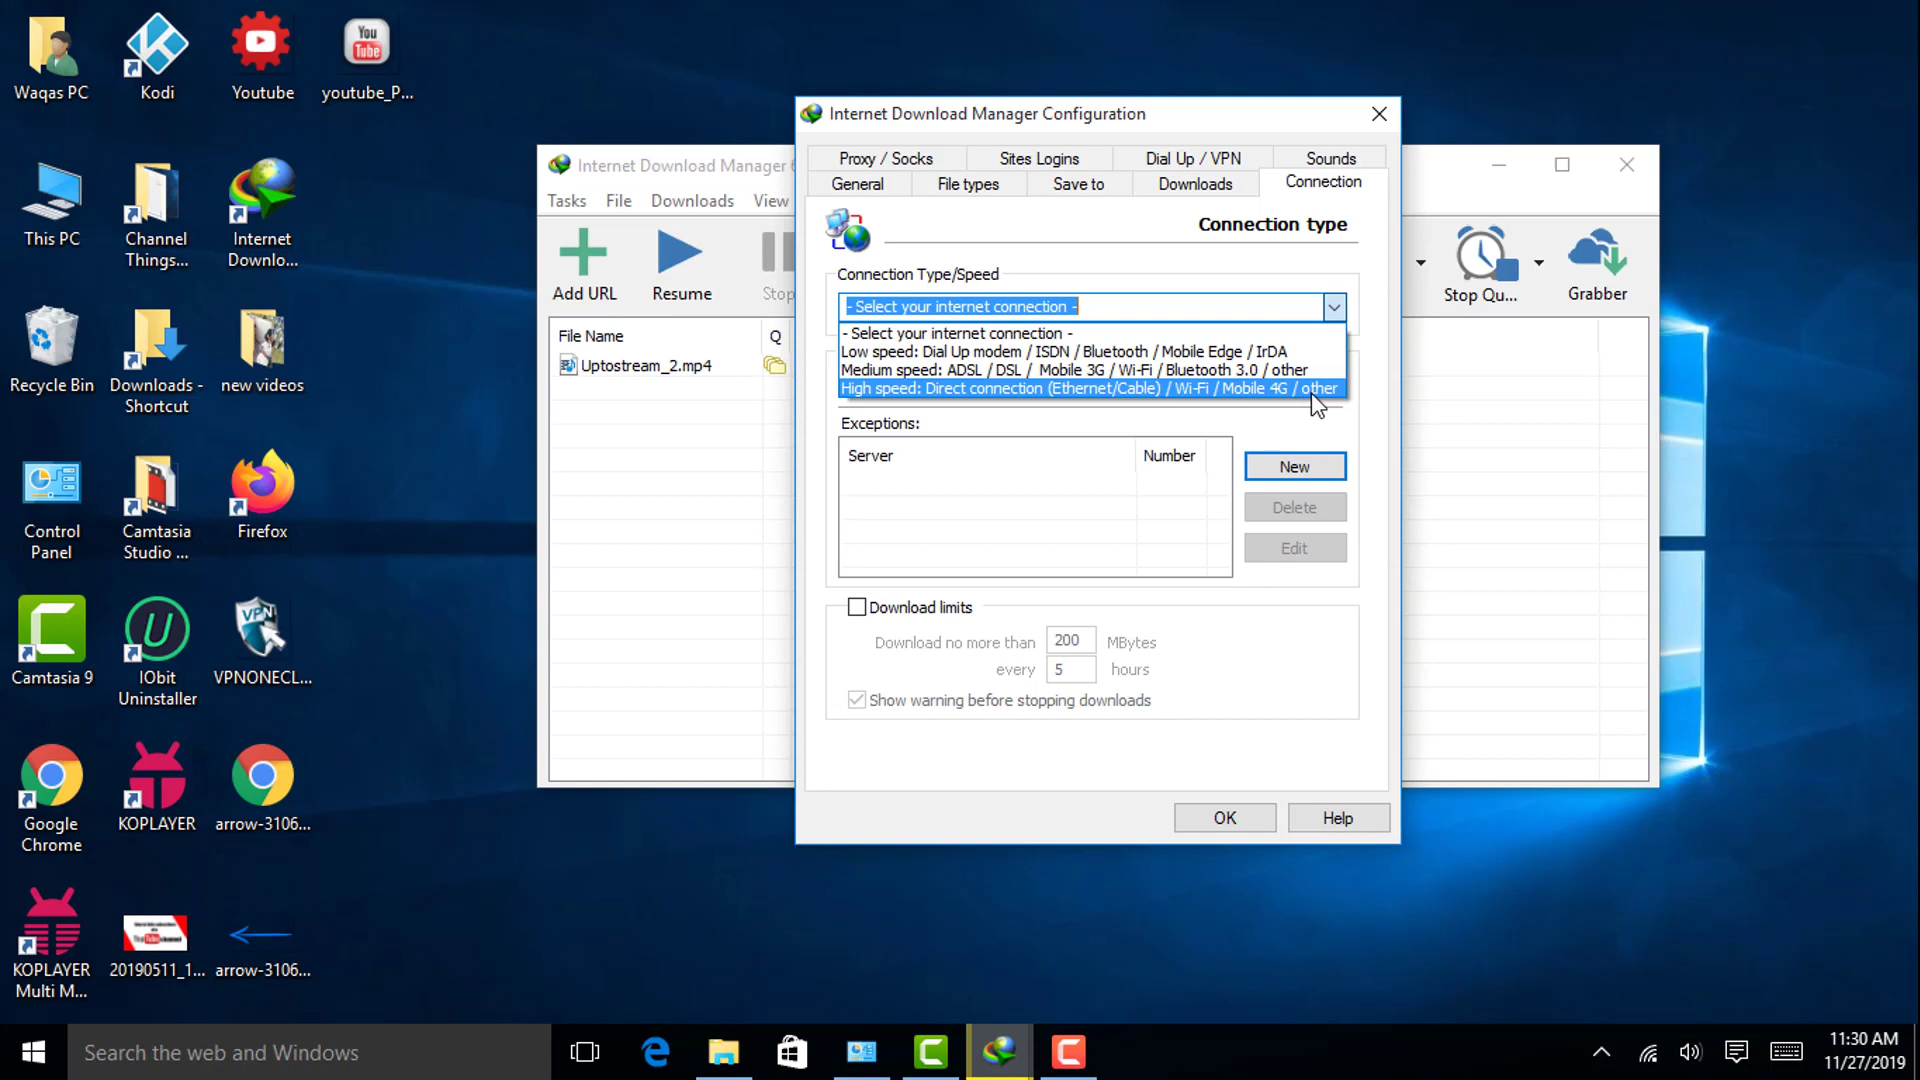 Waqas PC
Kodi
Youtube
You
Tube
youtube_P...
This PC
Channel
Things...
Internet
Downlo...
Recycle Bin
Downloads -
Shortcut
new videos
Control
Panel
Camtasia
Studio ...
Firefox
Camtasia 9
IObit
Uninstaller
VPN
VPNONECL...
Google
Chrome
KOPLAYER
arrow-3106...
KOPLAYER
Multi M...
20190511_1...
arrow-3106...
Internet Download Manager 6
Tasks
File
Downloads
View
Add URL
Resume
Stop
Stop Qu...
Grabber
File Name
Q
Uptostream_2.mp4
Internet Download Manager Configuration
Proxy / Socks
Sites Logins
Dial Up / VPN
Sounds
General
File types
Save to
Downloads
Connection
Connection type
Connection Type/Speed
- Select your internet connection -
- Select your internet connection -
Low speed: Dial Up modem / ISDN / Bluetooth / Mobile Edge / IrDA
Medium speed: ADSL / DSL / Mobile 3G / Wi-Fi / Bluetooth 3.0 / other
High speed: Direct connection (Ethernet/Cable) / Wi-Fi / Mobile 4G / other
Exceptions:
Server
Number
New
Delete
Edit
Download limits
Download no more than 200 MBytes
every 5 hours
Show warning before stopping downloads
OK
Help
Search the web and Windows
11:30 AM
11/27/2019